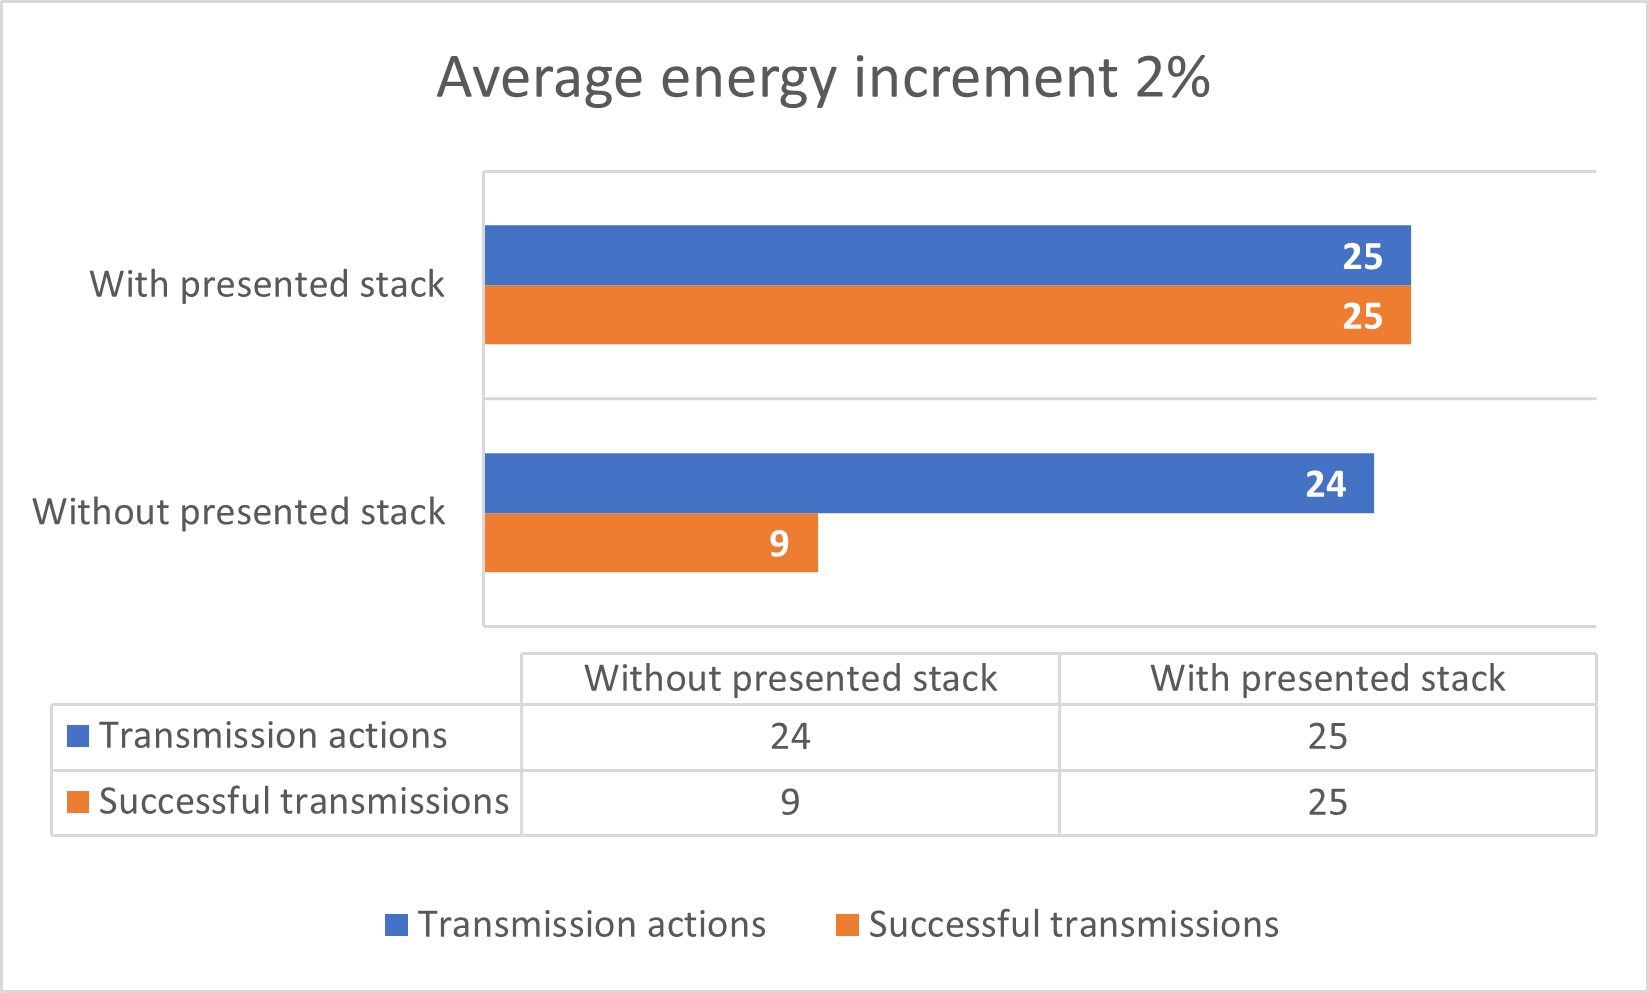 Average energy increment 2%
With presented stack
25
25
Without presented stack
24
9
Without presented stack With presented stack
Transmission actions 24 25
Successful transmissions 9 25
Transmission actions Successful transmissions